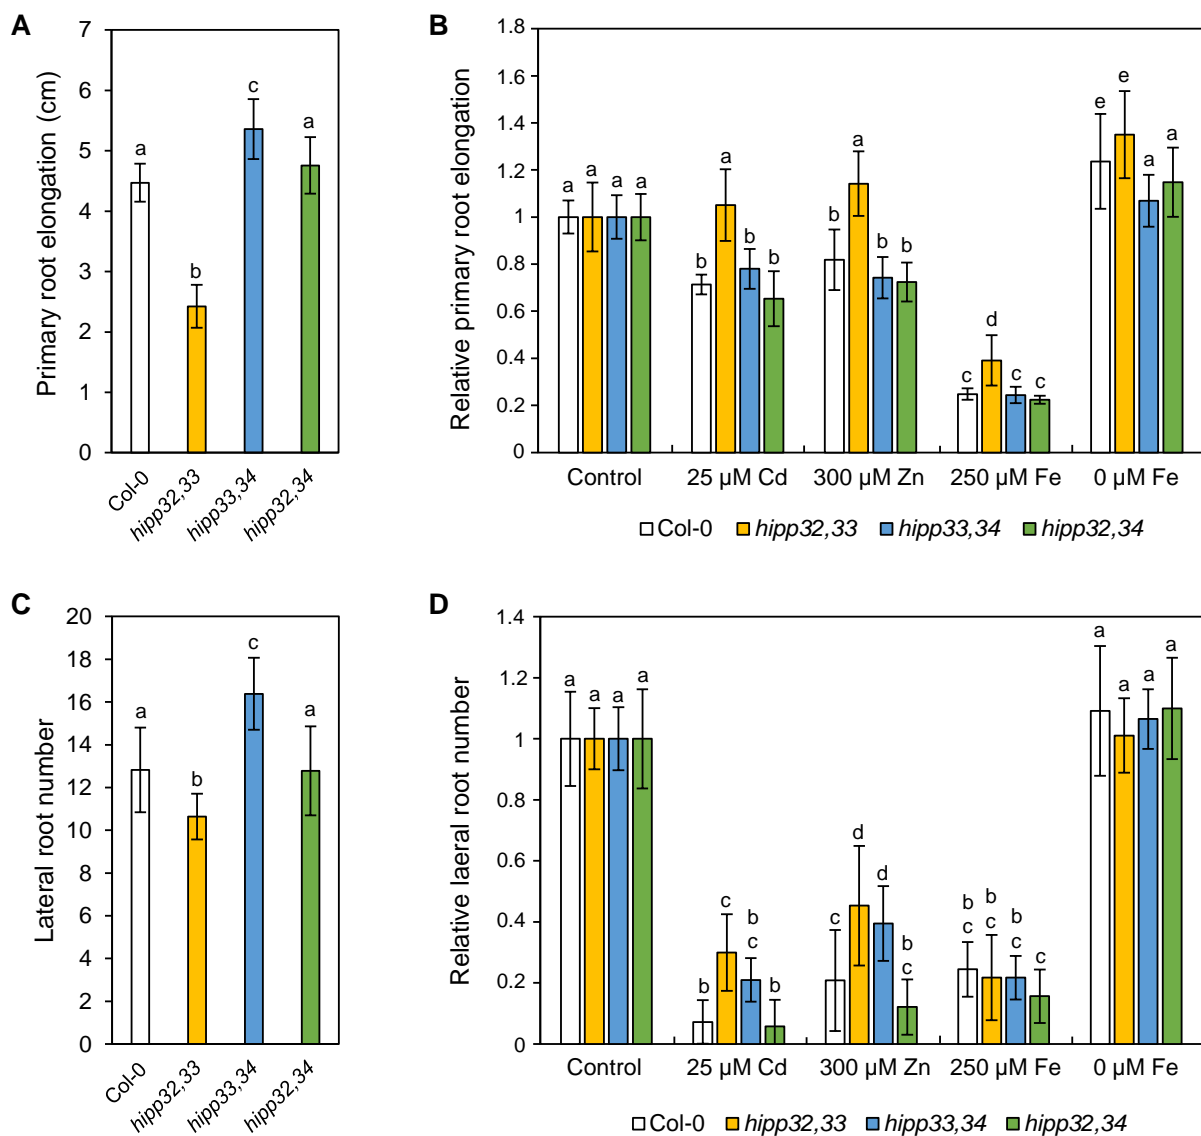 A
Primary root elongation (cm)
7
6
5
4
3
2
1
0
a
b
c
a
Col-0
hipp32,33
hipp33,34
hipp32,34
B
Relative primary root elongation
1.8
1.6
1.4
1.2
1
0.8
0.6
0.4
0.2
0
a a a a
b a b b
b a b b
c d c c
e e a a
Control 25 µM Cd 300 µM Zn 250 µM Fe 0 µM Fe
Col-0 hipp32,33 hipp33,34 hipp32,34
C
Lateral root number
20
18
16
14
12
10
8
6
4
2
0
a
b
c
a
Col-0
hipp32,33
hipp33,34
hipp32,34
D
Relative laeral root number
1.4
1.2
1
0.8
0.6
0.4
0.2
0
a a a a
b c b c b
c d d b c
b c b c b c c
a a a a
Control 25 µM Cd 300 µM Zn 250 µM Fe 0 µM Fe
Col-0 hipp32,33 hipp33,34 hipp32,34